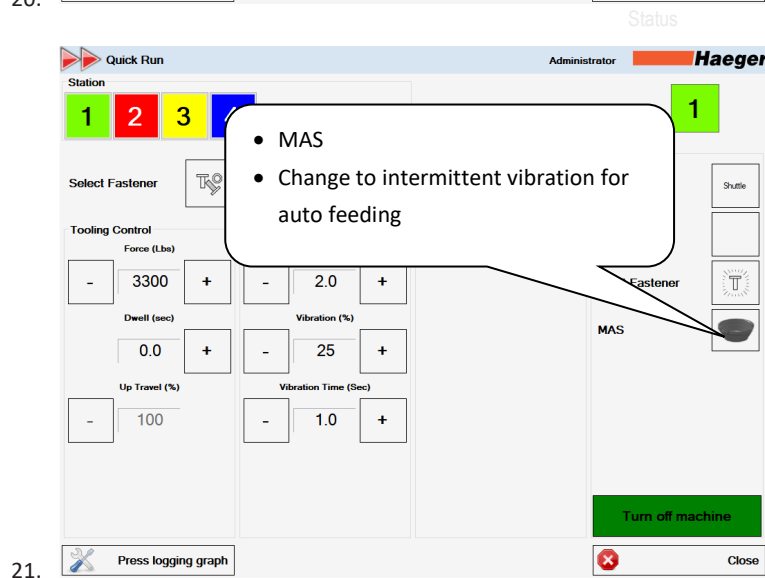 20.
Status
Quick Run
Administrator
Haeger
Station
1 2 3
1
• MAS
• Change to intermittent vibration for
auto feeding
Select Fastener
Shuttle
Tooling Control
Force (Lbs)
- 3300 + - 2.0 +
Fastener
Dwell (sec) Vibration (%)
MAS
0.0 + - 25 +
Up Travel (%) Vibration Time (Sec)
- 100 - 1.0 +
Turn off machine
21.
Press logging graph
Close